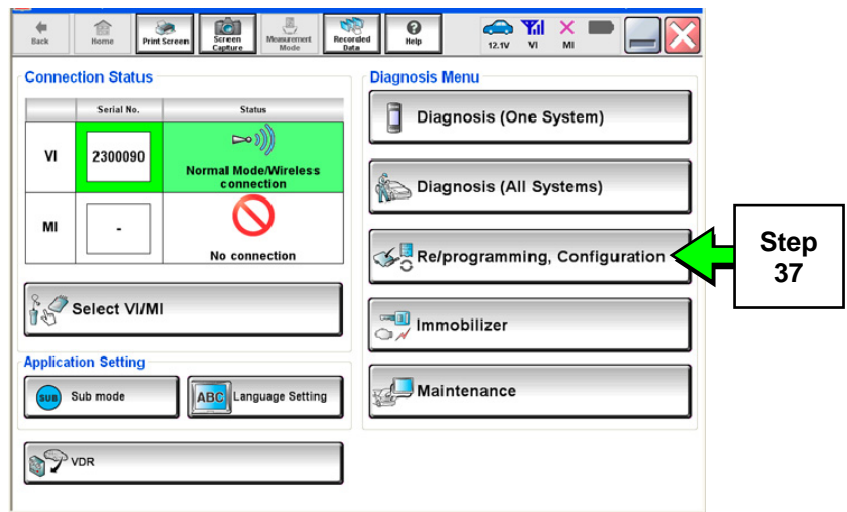 Back
Home
Print Screen
Screen
Capture
Measurement
Mode
Recorded
Data
?
Help
12.1V
VI
MI
Connection Status
Diagnosis Menu
Serial No.
Status
VI
2300090
Normal Mode/Wireless
connection
MI
-
No connection
Select VI/MI
Application Setting
SUB
Sub mode
ABC
Language Setting
VDR
Diagnosis (One System)
Diagnosis (All Systems)
Re/programming, Configuration
Immobilizer
Maintenance
Step
37